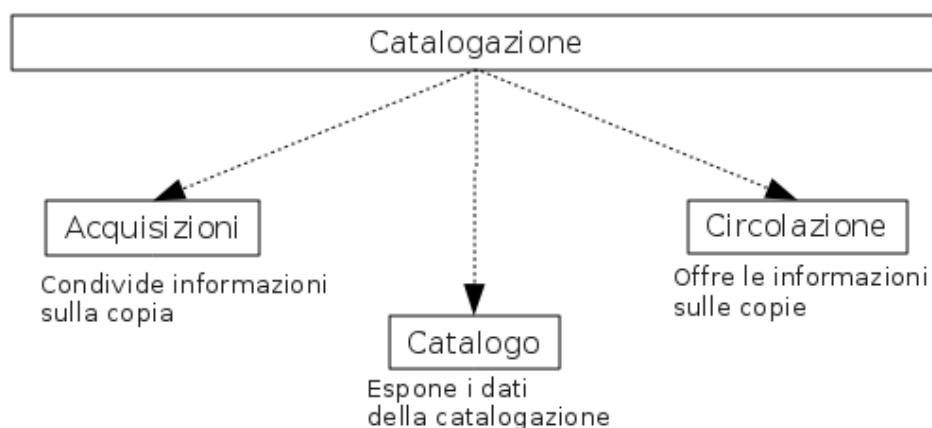 Catalogazione
Acquisizioni
Condivide informazioni
sulla copia
Catalogo
Espone i dati
della catalogazione
Circolazione
Offre le informazioni
sulle copie